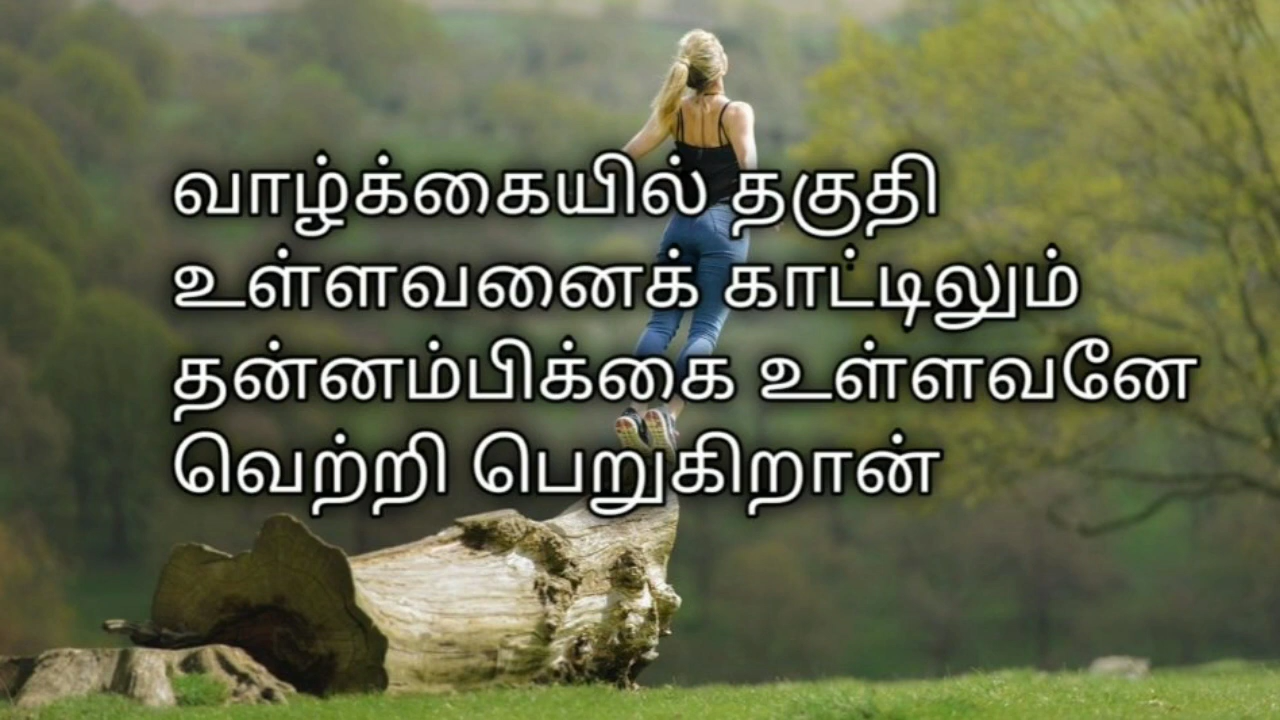 வாழ்க்கையில் தகுதி
உள்ளவனைக் காட்டிலும்
தன்னம்பிக்கை உள்ளவனே
வெற்றி பெறுகிறான்